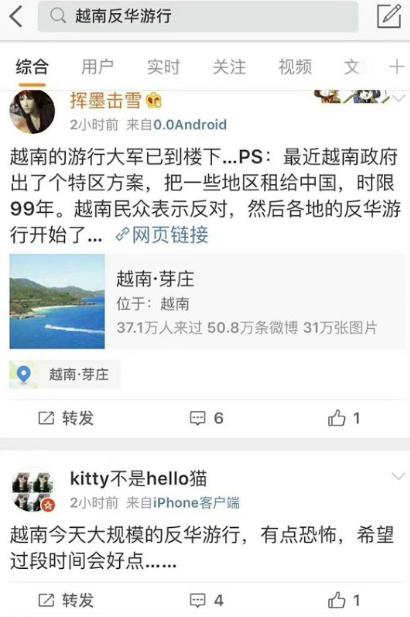 越南反华游行
综合 用户 实时 关注 视频 文
挥墨击雪
2小时前 来自0.0Android
越南的游行大军已到楼下...PS：最近越南政府
出了个特区方案，把一些地区租给中国，时限
99年。越南民众表示反对，然后各地的反华游
行开始了... 网页链接
越南·芽庄
位于：越南
37.1万人来过 50.8万条微博 31万张图片
越南·芽庄
转发 6 1
kitty不是hello猫
2小时前 来自iPhone客户端
越南今天大规模的反华游行，有点恐怖，希望
过段时间会好点......
转发 4 1